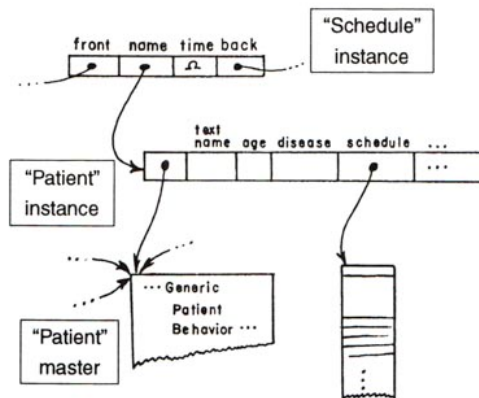 front name time back
Ω
“Schedule”
instance
text
name age disease schedule ...
...
“Patient”
instance
... Generic
Patient
Behavior ...
“Patient”
master